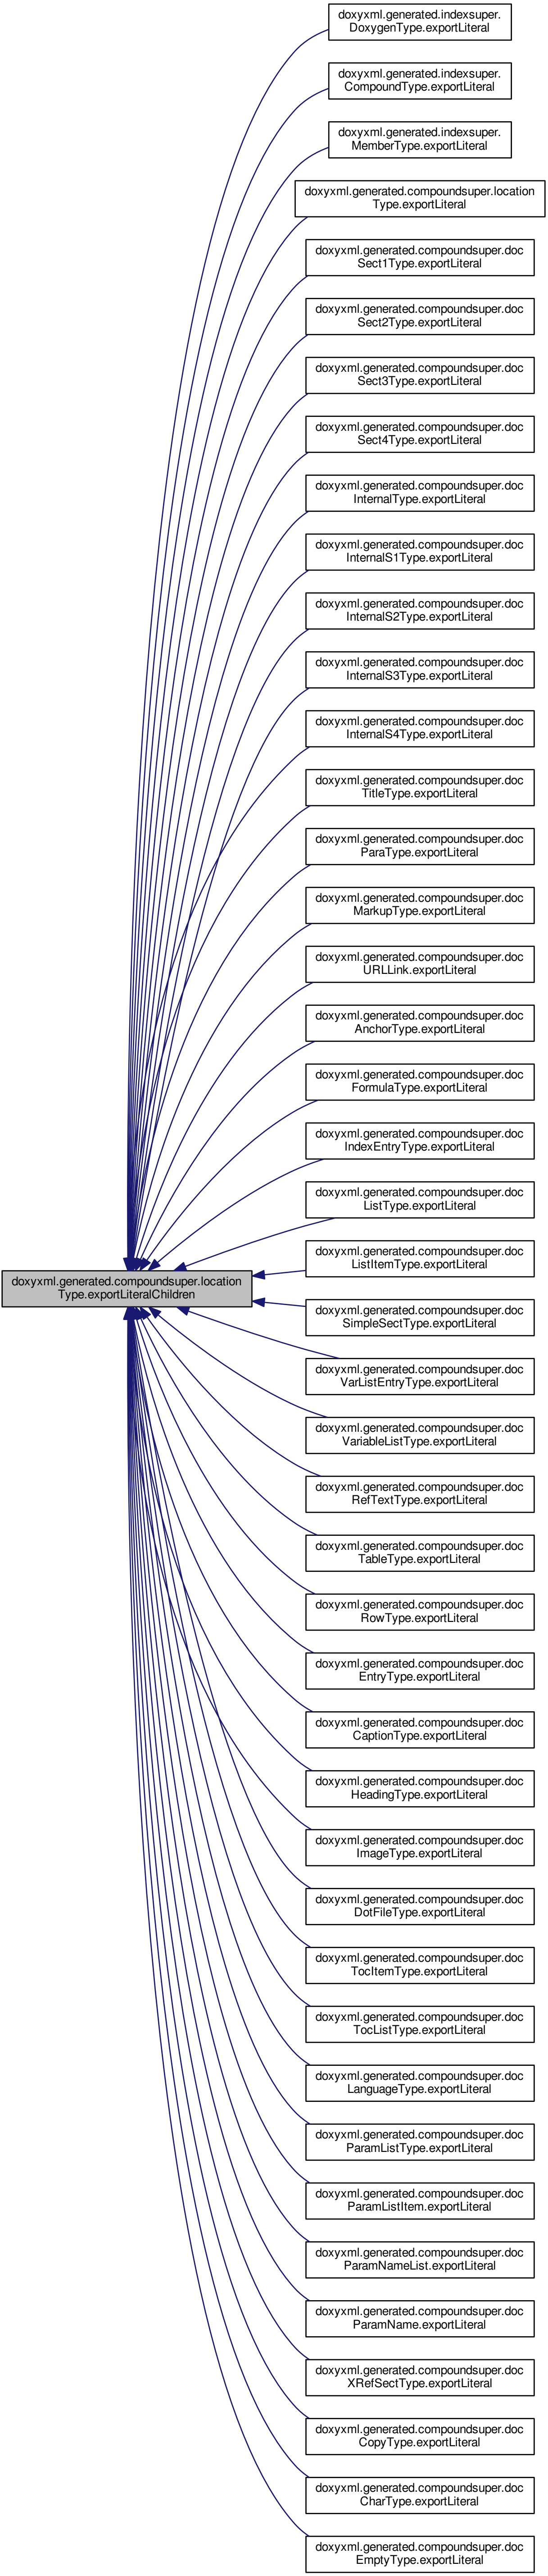 doxyxml.generated.indexsuper.
DoxygenType.exportLiteral
doxyxml.generated.indexsuper.
CompoundType.exportLiteral
doxyxml.generated.indexsuper.
MemberType.exportLiteral
doxyxml.generated.compoundsuper.location
Type.exportLiteral
doxyxml.generated.compoundsuper.doc
Sect1Type.exportLiteral
doxyxml.generated.compoundsuper.doc
Sect2Type.exportLiteral
doxyxml.generated.compoundsuper.doc
Sect3Type.exportLiteral
doxyxml.generated.compoundsuper.doc
Sect4Type.exportLiteral
doxyxml.generated.compoundsuper.doc
InternalType.exportLiteral
doxyxml.generated.compoundsuper.doc
InternalS1Type.exportLiteral
doxyxml.generated.compoundsuper.doc
InternalS2Type.exportLiteral
doxyxml.generated.compoundsuper.doc
InternalS3Type.exportLiteral
doxyxml.generated.compoundsuper.doc
InternalS4Type.exportLiteral
doxyxml.generated.compoundsuper.doc
TitleType.exportLiteral
doxyxml.generated.compoundsuper.doc
ParaType.exportLiteral
doxyxml.generated.compoundsuper.doc
MarkupType.exportLiteral
doxyxml.generated.compoundsuper.doc
URLLink.exportLiteral
doxyxml.generated.compoundsuper.doc
AnchorType.exportLiteral
doxyxml.generated.compoundsuper.doc
FormulaType.exportLiteral
doxyxml.generated.compoundsuper.doc
IndexEntryType.exportLiteral
doxyxml.generated.compoundsuper.doc
ListType.exportLiteral
doxyxml.generated.compoundsuper.location
Type.exportLiteralChildren
doxyxml.generated.compoundsuper.doc
ListItemType.exportLiteral
doxyxml.generated.compoundsuper.doc
SimpleSectType.exportLiteral
doxyxml.generated.compoundsuper.doc
VarListEntryType.exportLiteral
doxyxml.generated.compoundsuper.doc
VariableListType.exportLiteral
doxyxml.generated.compoundsuper.doc
RefTextType.exportLiteral
doxyxml.generated.compoundsuper.doc
TableType.exportLiteral
doxyxml.generated.compoundsuper.doc
RowType.exportLiteral
doxyxml.generated.compoundsuper.doc
EntryType.exportLiteral
doxyxml.generated.compoundsuper.doc
CaptionType.exportLiteral
doxyxml.generated.compoundsuper.doc
HeadingType.exportLiteral
doxyxml.generated.compoundsuper.doc
ImageType.exportLiteral
doxyxml.generated.compoundsuper.doc
DotFileType.exportLiteral
doxyxml.generated.compoundsuper.doc
TocItemType.exportLiteral
doxyxml.generated.compoundsuper.doc
TocListType.exportLiteral
doxyxml.generated.compoundsuper.doc
LanguageType.exportLiteral
doxyxml.generated.compoundsuper.doc
ParamListType.exportLiteral
doxyxml.generated.compoundsuper.doc
ParamListItem.exportLiteral
doxyxml.generated.compoundsuper.doc
ParamNameList.exportLiteral
doxyxml.generated.compoundsuper.doc
ParamName.exportLiteral
doxyxml.generated.compoundsuper.doc
XRefSectType.exportLiteral
doxyxml.generated.compoundsuper.doc
CopyType.exportLiteral
doxyxml.generated.compoundsuper.doc
CharType.exportLiteral
doxyxml.generated.compoundsuper.doc
EmptyType.exportLiteral